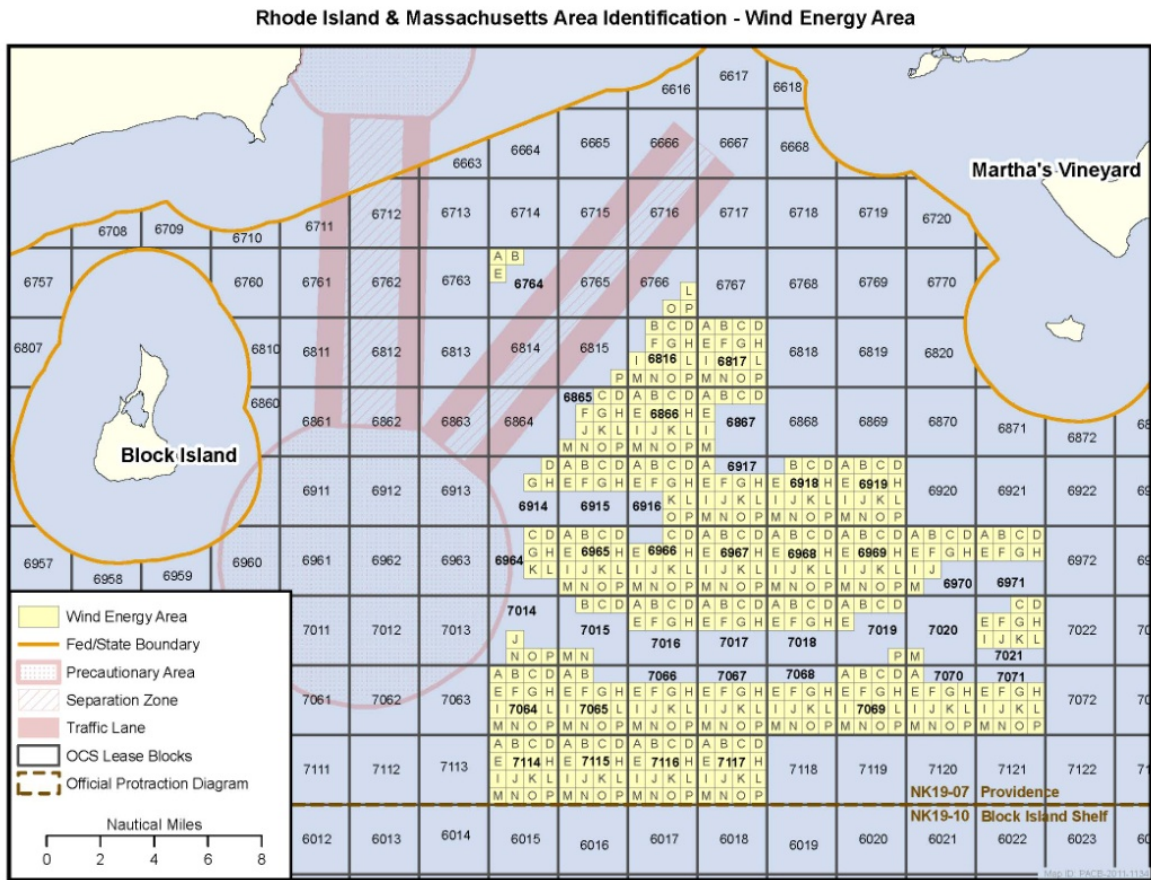 Rhode Island & Massachusetts Area Identification - Wind Energy Area
6616 6617 6618
6663 6664 6665 6666 6667 6668
Martha's Vineyard
6708 6709 6710 6711 6712 6713 6714 6715 6716 6717 6718 6719 6720
A B
E
6757 6760 6761 6762 6763 6764 6765 6766 6767 6768 6769 6770
L
O P
B C D A B C D
F G H E F G H
6807 6810 6811 6812 6813 6814 6815 I 6816 L I 6817 L 6818 6819 6820
P M N O P M N O P
6860 6865 C D A B C D A B C D
F G H E 6866 H E
6861 6862 6863 6864 J K L I J K L I 6867 6868 6869 6870 6871 6872
M N O P M N O P M
Block Island
D A B C D A B C D A 6917 B C D A B C D
G H E F G H E F G H E F G H E 6918 H E 6919 H
6911 6912 6913 K L I J K L I J K L I J K L 6920 6921 6922
6914 6915 6916 O P M N O P M N O P M N O P
C D A B C D C D A B C D A B C D A B C D A B C D A B C D
G H E 6965 H E 6966 H E 6967 H E 6968 H E 6969 H E F G H E F G H
6957 6958 6959 6960 6961 6962 6963 6964 K L I J K L I J K L I J K L I J K L I J K L I J 6970 6971 6972
M N O P M N O P M N O P M N O P M N O P M
7014 B C D A B C D A B C D A B C D A B C D C D
E F G H E F G H E F G H E E F G H
7011 7012 7013 J 7015 7016 7017 7018 7019 7020 I J K L 7022
N O P M N P M 7021
A B C D A B 7066 7067 7068 A B C D A 7070 7071
E F G H E F G H E F G H E F G H E F G H E F G H E F G H E F G H
7061 7062 7063 I 7064 L I 7065 L I J K L I J K L I J K L I 7069 L I J K L I J K L 7072
M N O P M N O P M N O P M N O P M N O P M N O P M N O P M N O P
A B C D A B C D A B C D A B C D
E 7114 H E 7115 H E 7116 H E 7117 H
7111 7112 7113 I J K L I J K L I J K L I J K L 7118 7119 7120 7121 7122
M N O P M N O P M N O P M N O P
NK19-07 Providence
NK19-10 Block Island Shelf
6012 6013 6014 6015 6016 6017 6018 6019 6020 6021 6022 6023
Wind Energy Area
Fed/State Boundary
Precautionary Area
Separation Zone
Traffic Lane
OCS Lease Blocks
Official Protraction Diagram
Nautical Miles
0 2 4 6 8
Map ID: PACB-2011-1134